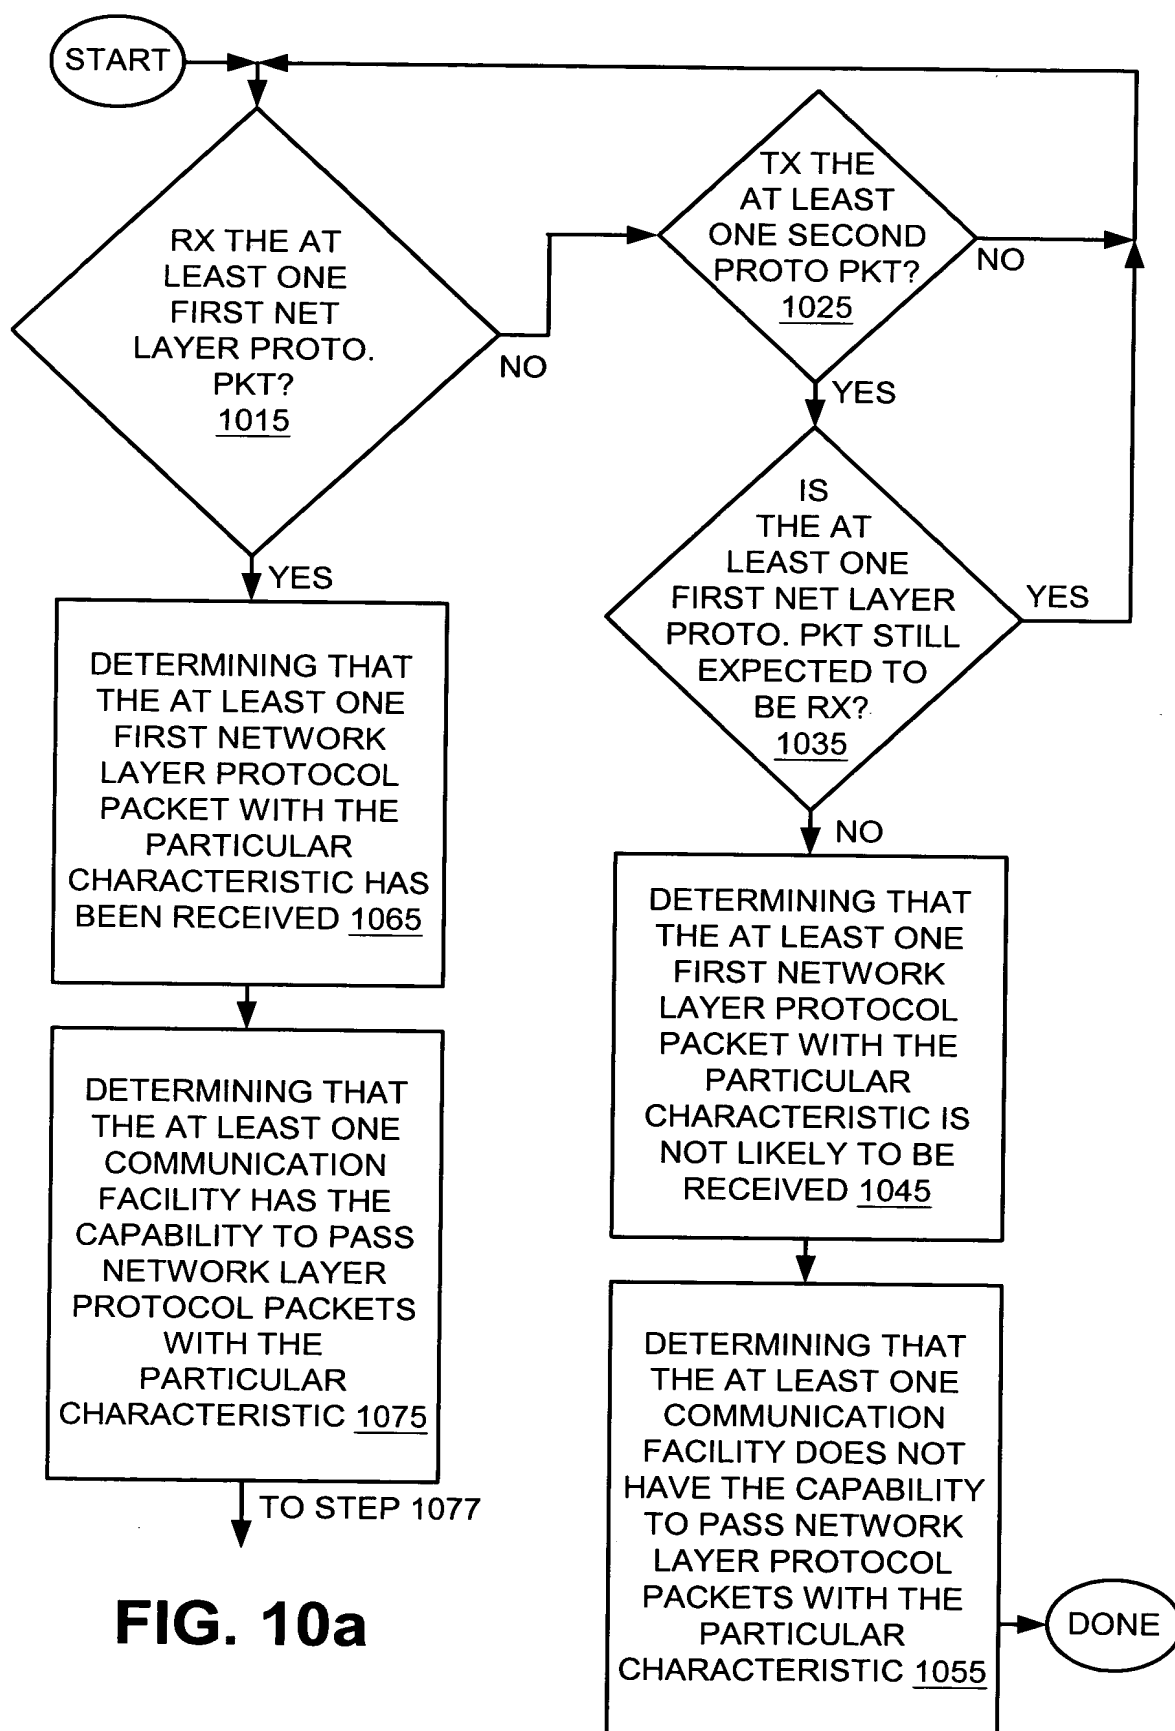 START
RX THE AT
LEAST ONE
FIRST NET
LAYER PROTO.
PKT?
1015
NO
YES
TX THE
AT LEAST
ONE SECOND
PROTO PKT?
1025
NO
YES
IS
THE AT
LEAST ONE
FIRST NET LAYER
PROTO. PKT STILL
EXPECTED TO
BE RX?
1035
YES
NO
DETERMINING THAT
THE AT LEAST ONE
FIRST NETWORK
LAYER PROTOCOL
PACKET WITH THE
PARTICULAR
CHARACTERISTIC HAS
BEEN RECEIVED 1065
DETERMINING THAT
THE AT LEAST ONE
COMMUNICATION
FACILITY HAS THE
CAPABILITY TO PASS
NETWORK LAYER
PROTOCOL PACKETS
WITH THE
PARTICULAR
CHARACTERISTIC 1075
TO STEP 1077
DETERMINING THAT
THE AT LEAST ONE
FIRST NETWORK
LAYER PROTOCOL
PACKET WITH THE
PARTICULAR
CHARACTERISTIC IS
NOT LIKELY TO BE
RECEIVED 1045
DETERMINING THAT
THE AT LEAST ONE
COMMUNICATION
FACILITY DOES NOT
HAVE THE CAPABILITY
TO PASS NETWORK
LAYER PROTOCOL
PACKETS WITH THE
PARTICULAR
CHARACTERISTIC 1055
DONE
FIG. 10a